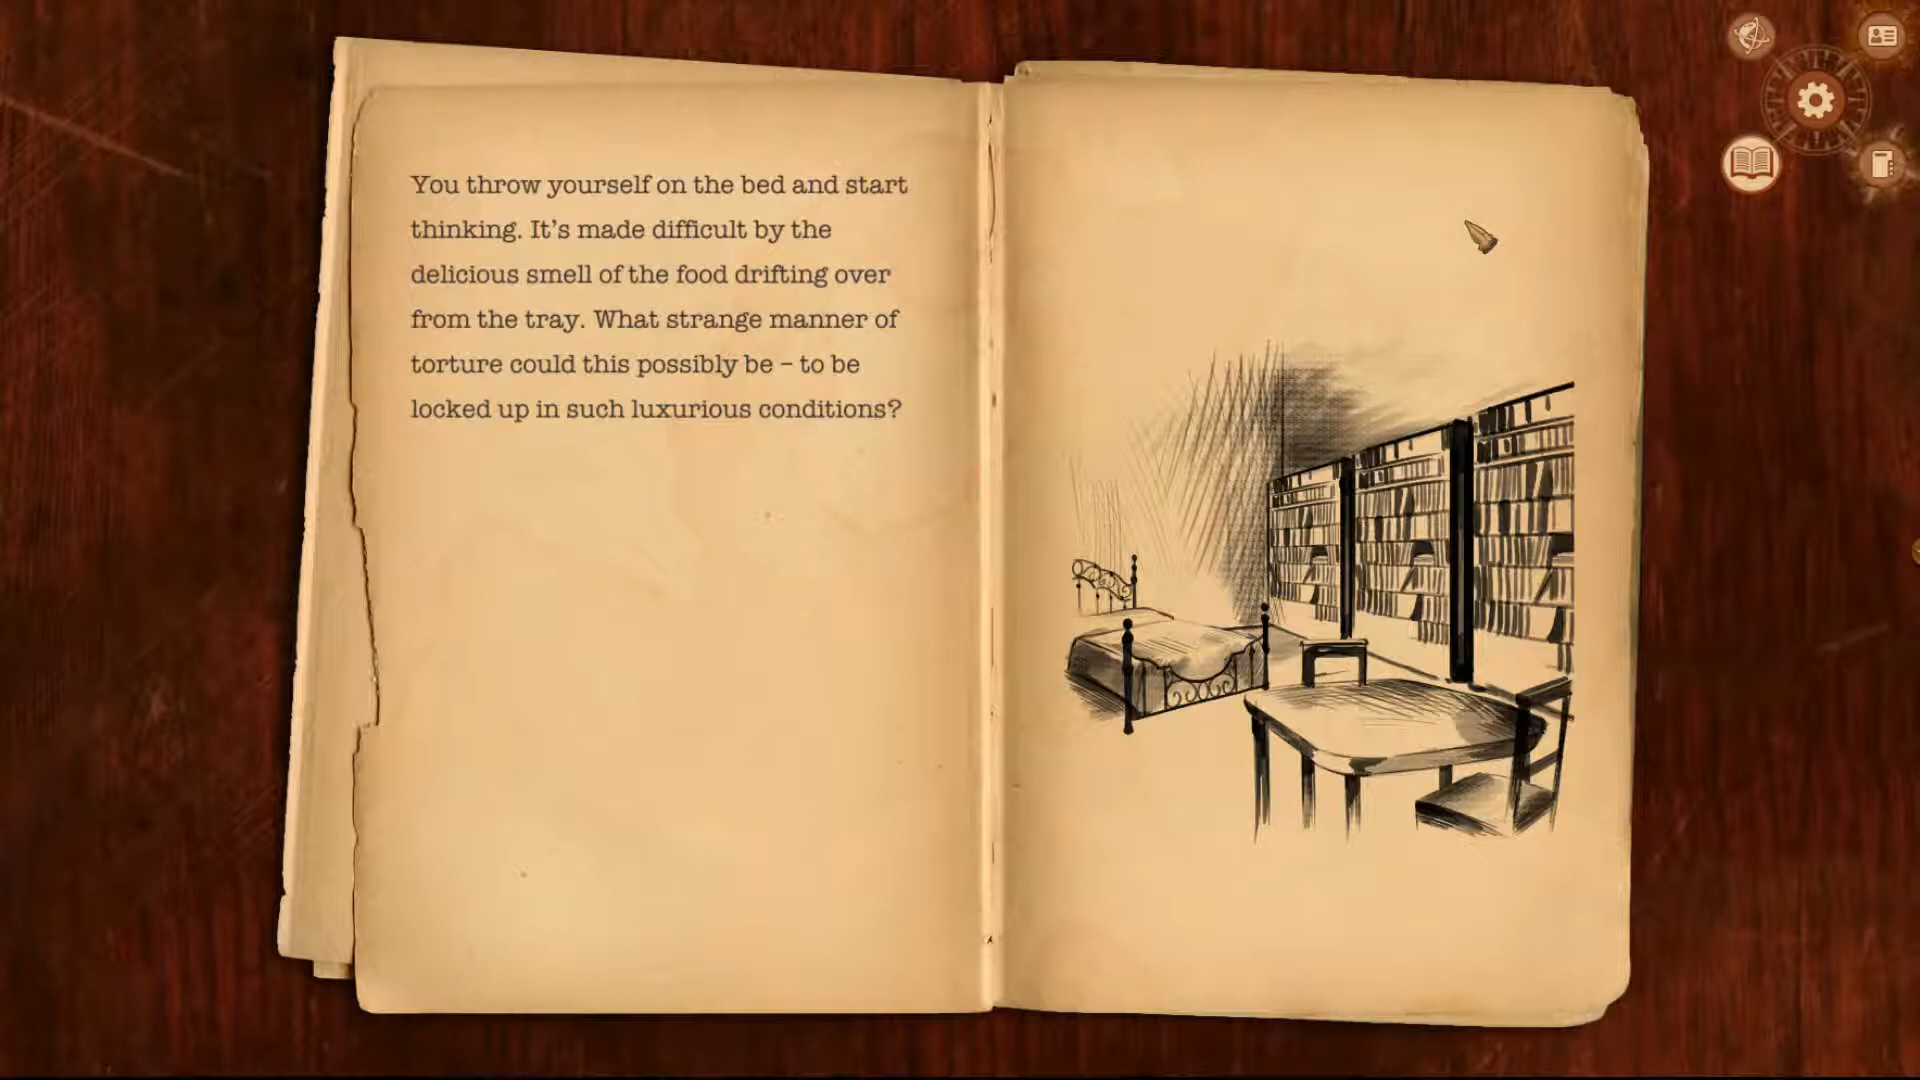 You throw yourself on the bed and start
thinking. It’s made difficult by the
delicious smell of the food drifting over
from the tray. What strange manner of
torture could this possibly be – to be
locked up in such luxurious conditions?